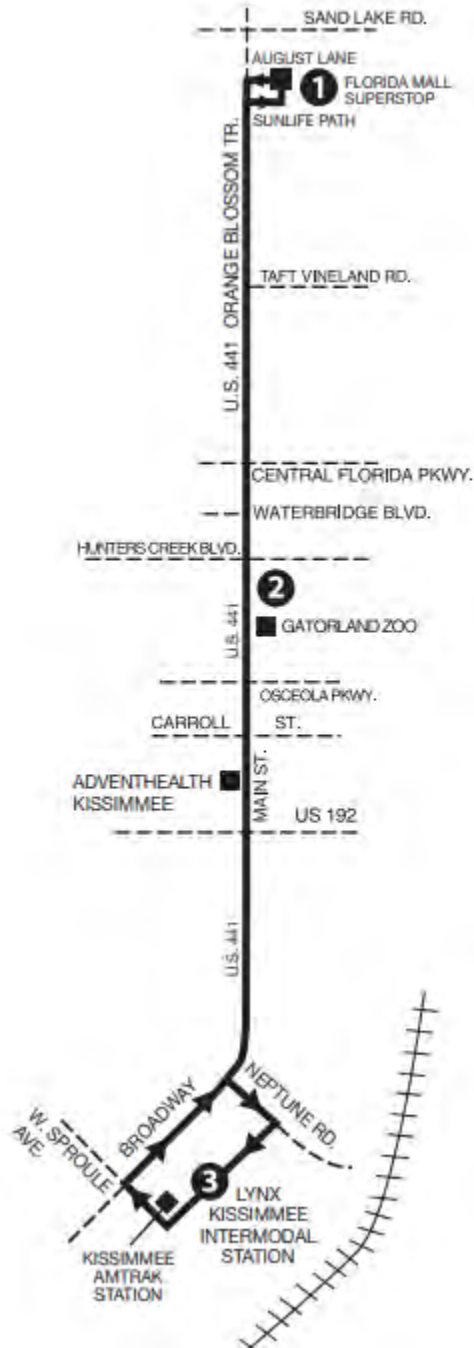 SAND LAKE RD.
AUGUST LANE
1
FLORIDA MALL
SUPERSTOP
SUNLIFE PATH
U.S. 441 ORANGE BLOSSOM TR.
TAFT VINELAND RD.
CENTRAL FLORIDA PKWY.
WATERBRIDGE BLVD.
HUNTERS CREEK BLVD.
2
U.S. 441
GATORLAND ZOO
OSCEOLA PKWY.
CARROLL ST.
ADVENTHEALTH
KISSIMMEE
MAIN ST.
US 192
U.S. 441
BROADWAY
NEPTUNE RD.
W. SPROULE
AVE.
3
LYNX
KISSIMMEE
INTERMODAL
STATION
KISSIMMEE
AMTRAK
STATION